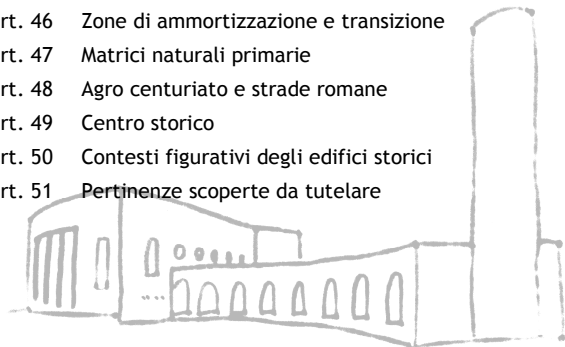 rt. 46 Zone di ammortizzazione e transizione
rt. 47 Matrici naturali primarie
rt. 48 Agro centuriato e strade romane
rt. 49 Centro storico
rt. 50 Contesti figurativi degli edifici storici
rt. 51 Pertinenze scoperte da tutelare